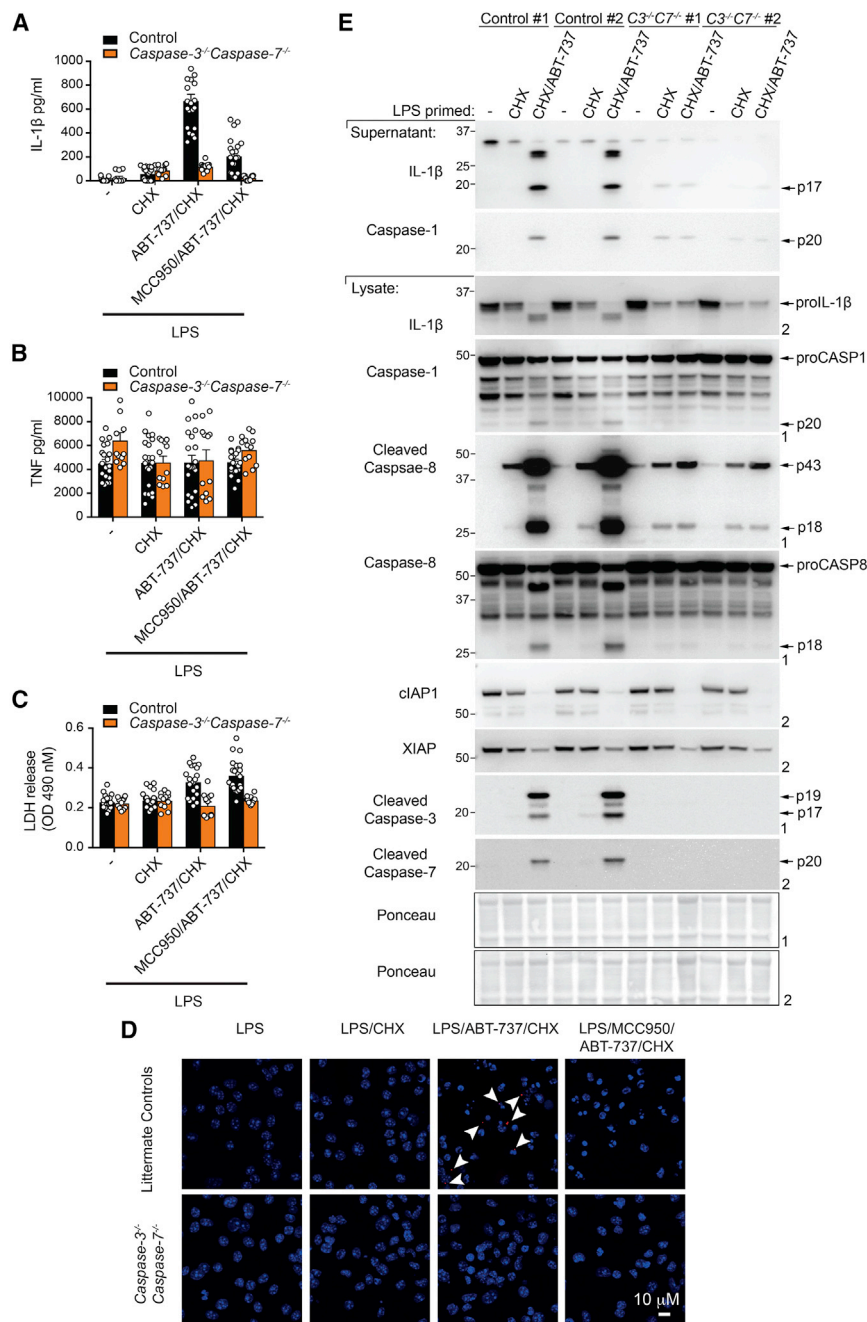 A
Control
Caspase-3-/-Caspase-7-/-
IL-1β pg/ml
1000
800
600
400
200
0
-
CHX
ABT-737/CHX
MCC950/ABT-737/CHX
LPS
B
Control
Caspase-3-/-Caspase-7-/-
TNF pg/ml
10000
8000
6000
4000
2000
0
-
CHX
ABT-737/CHX
MCC950/ABT-737/CHX
LPS
C
Control
Caspase-3-/-Caspase-7-/-
LDH release
(OD 490 nM)
0.6
0.4
0.2
0.0
-
CHX
ABT-737/CHX
MCC950/ABT-737/CHX
LPS
E
Control #1 Control #2 C3-/-C7-/- #1 C3-/-C7-/- #2
LPS primed: - CHX CHX/ABT-737 - CHX CHX/ABT-737 - CHX CHX/ABT-737 - CHX CHX/ABT-737
Supernatant: 37
IL-1β 25
20 p17
Caspase-1 20 p20
Lysate: 37
proIL-1β
IL-1β 2
50 proCASP1
Caspase-1
p20
1
Cleaved
Caspsae-8
50 p43
37
25 p18
1
Caspase-8 50 proCASP8
37
25 p18
1
cIAP1
50 2
XIAP 50
2
Cleaved
Caspase-3
p19
20 p17
1
Cleaved
Caspase-7
20 p20
2
Ponceau
1
Ponceau
2
D
LPS LPS/CHX LPS/ABT-737/CHX LPS/MCC950/
ABT-737/CHX
Littermate Controls
Caspase-3-/-
Caspase-7-/-
10 μM